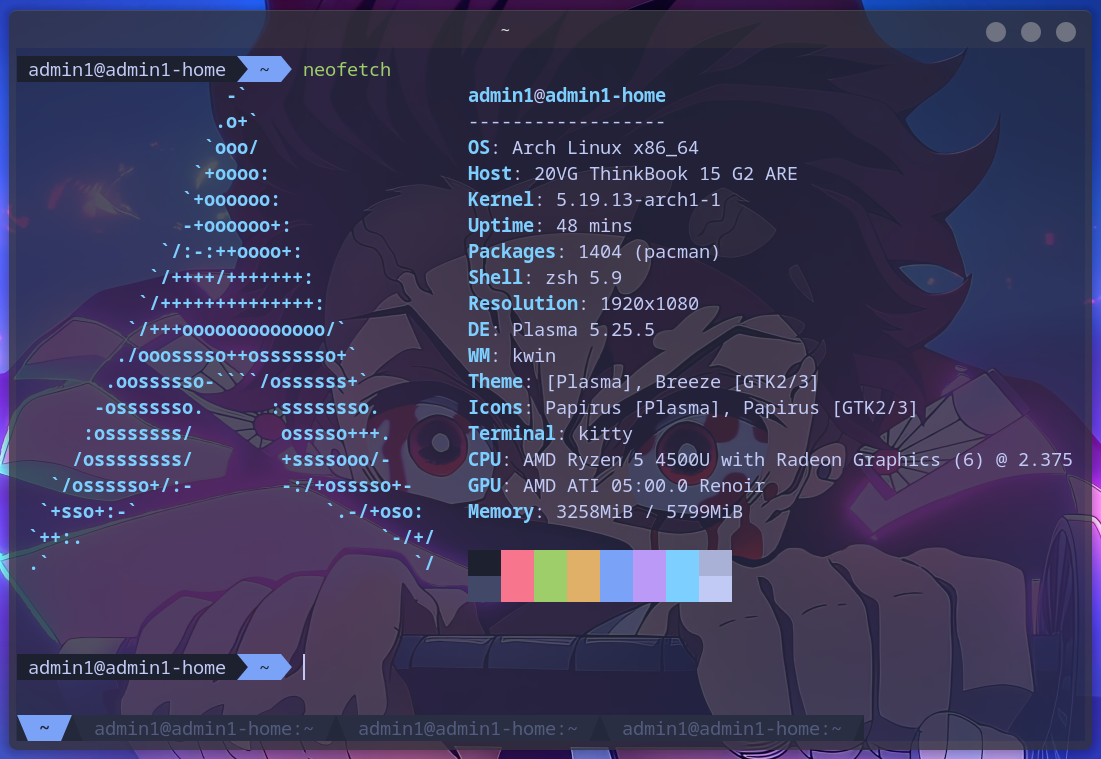 ~
admin1@admin1-home ~ neofetch
-` admin1@admin1-home
.o+` ------------------
`ooo/ OS: Arch Linux x86_64
`+oooo: Host: 20VG ThinkBook 15 G2 ARE
`+oooooo: Kernel: 5.19.13-arch1-1
-+oooooo+: Uptime: 48 mins
`/:-:++oooo+: Packages: 1404 (pacman)
`/++++/+++++++: Shell: zsh 5.9
`/++++++++++++++: Resolution: 1920x1080
`/+++ooooooooooooo/` DE: Plasma 5.25.5
./ooosssso++osssssso+` WM: kwin
.oossssso-````/ossssss+` Theme: [Plasma], Breeze [GTK2/3]
-osssssso. :ssssssso. Icons: Papirus [Plasma], Papirus [GTK2/3]
:osssssss/ osssso+++. Terminal: kitty
/ossssssss/ +ssssooo/- CPU: AMD Ryzen 5 4500U with Radeon Graphics (6) @ 2.375
`/ossssso+/:- -:/+osssso+- GPU: AMD ATI 05:00.0 Renoir
`+sso+:-` `.-/+oso: Memory: 3258MiB / 5799MiB
`++:. `-/+/
.` `/
admin1@admin1-home ~
~ admin1@admin1-home:~ admin1@admin1-home:~ admin1@admin1-home:~